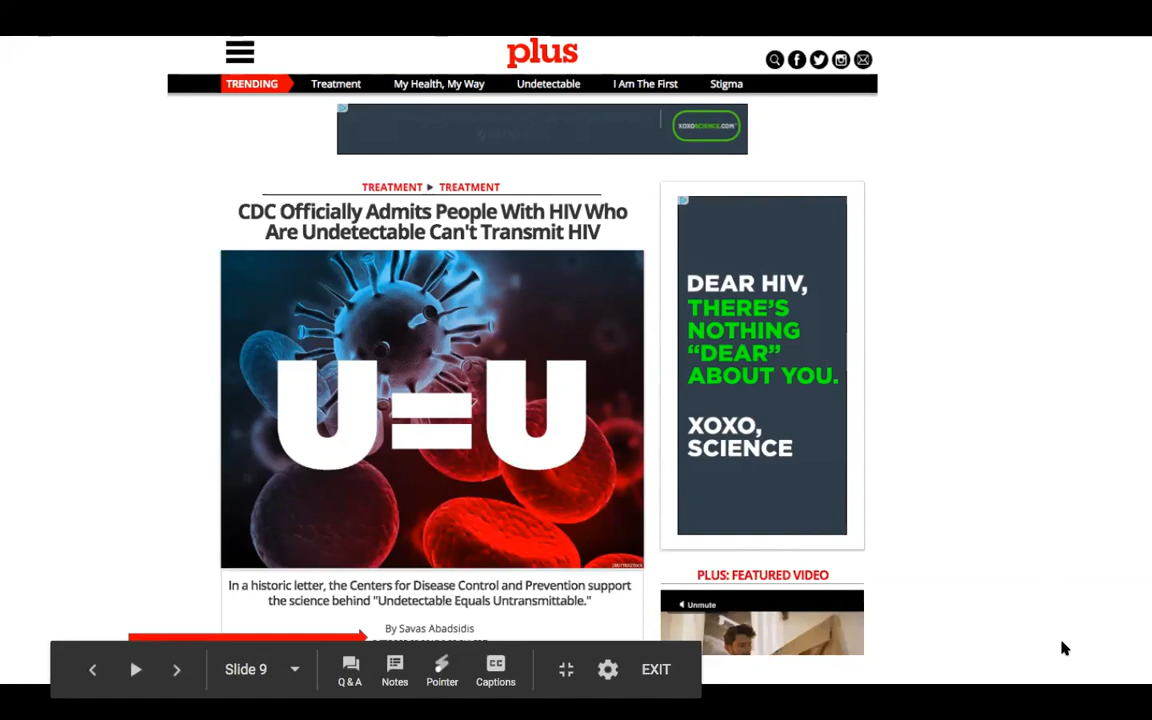 plus
TRENDING Treatment My Health, My Way Undetectable I Am The First Stigma
XOXOSCIENCE.COM
TREATMENT ▶ TREATMENT
CDC Officially Admits People With HIV Who
Are Undetectable Can't Transmit HIV
U=U
DEAR HIV,
THERE'S
NOTHING
“DEAR”
ABOUT YOU.
XOXO,
SCIENCE
In a historic letter, the Centers for Disease Control and Prevention support
the science behind "Undetectable Equals Untransmittable."
By Savas Abadsidis
PLUS: FEATURED VIDEO
Unmute
Slide 9
Q & A
Notes
Pointer
CC
Captions
EXIT